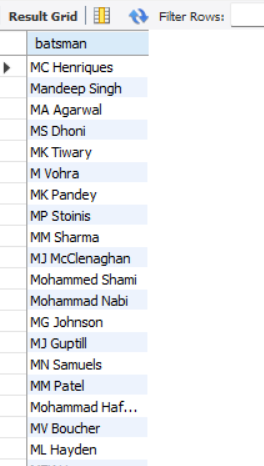 Result Grid Filter Rows:
batsman
MC Henriques
Mandeep Singh
MA Agarwal
MS Dhoni
MK Tiwary
M Vohra
MK Pandey
MP Stoinis
MM Sharma
MJ McClenaghan
Mohammed Shami
Mohammad Nabi
MG Johnson
MJ Guptill
MN Samuels
MM Patel
Mohammad Haf...
MV Boucher
ML Hayden